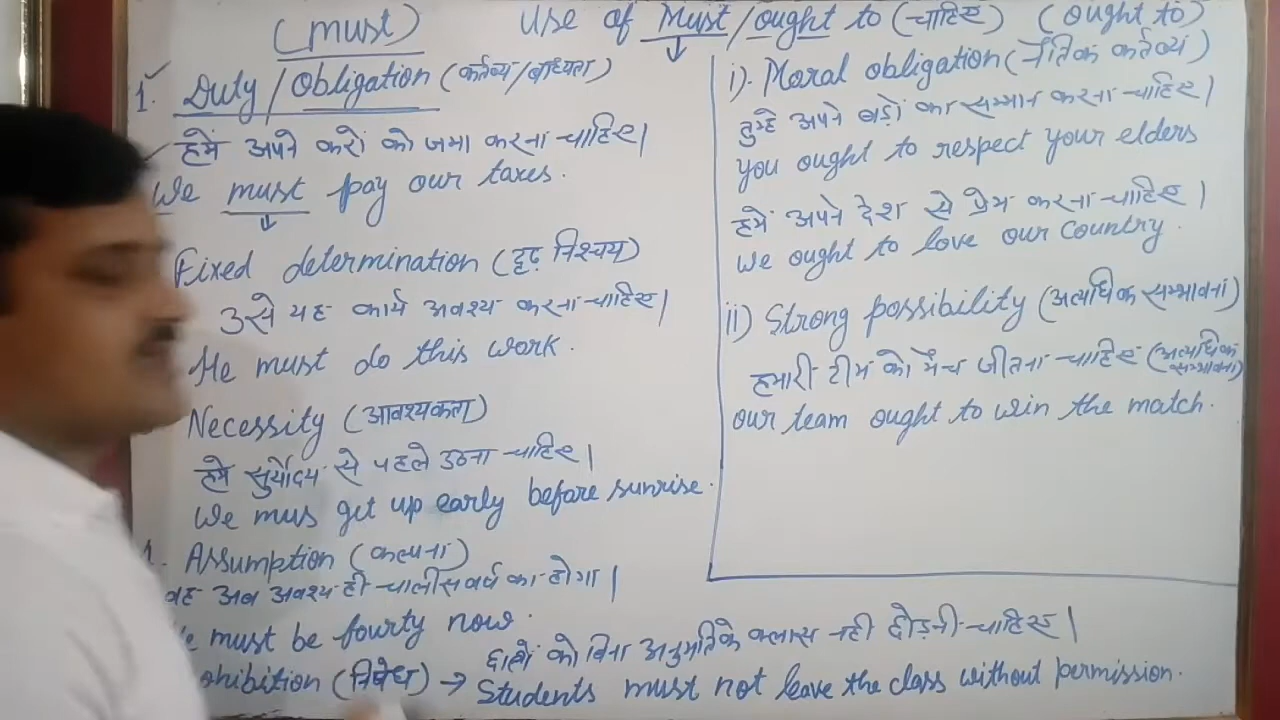 (must) Use of Must/ought to (चाहिए) (ought to)
1. Duty/Obligation (कर्तव्य/बाध्यता)
हमें अपने करों को जमा करना चाहिए।
We must pay our taxes.
Fixed determination (दृढ़ निश्चय)
उसे यह कार्य अवश्य करना चाहिए।
He must do this work.
Necessity (आवश्यकता)
हमे सुर्योदय से पहले उठना चाहिए।
We mus get up early before sunrise.
Assumption (कल्पना)
वह अब अवश्य ही चालीस वर्ष का होगा।
must be fourty now.
ohibition (निषेध) → छात्रों को बिना अनुमति के क्लास नही छोड़नी चाहिए।
Students must not leave the class without permission.
i). Moral obligation (नैतिक कर्तव्य)
तुम्हे अपने बड़ों का सम्मान करना चाहिए।
you ought to respect your elders
हमें अपने देश से प्रेम करना चाहिए।
we ought to love our country.
ii) Strong possibility (अत्यधिक सम्भावना)
हमारी टीम को मैच जीतना चाहिए (अत्यधिक सम्भावना)
our team ought to win the match.